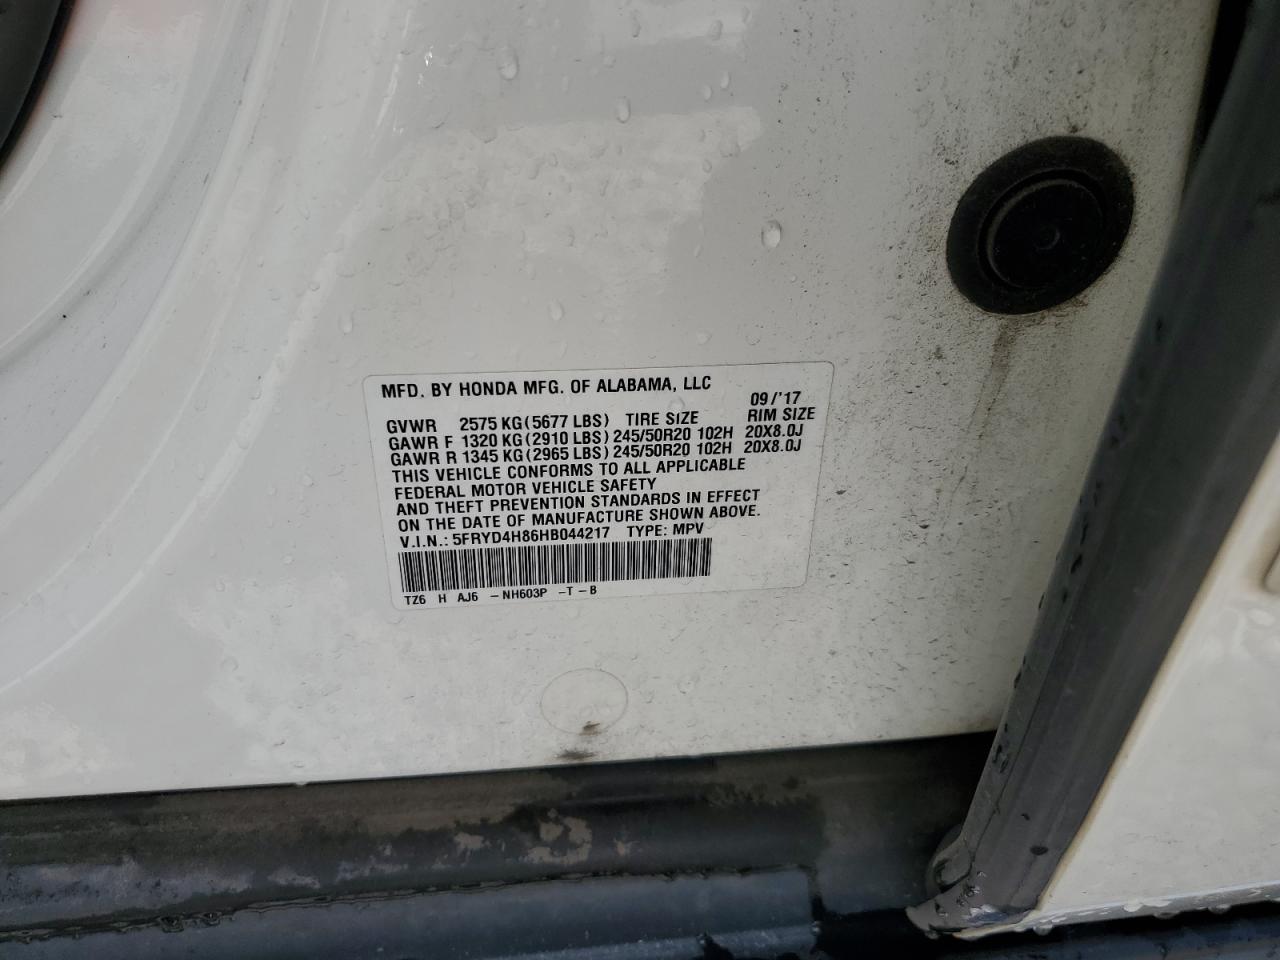 MFD. BY HONDA MFG. OF ALABAMA, LLC
09/'17
GVWR 2575 KG(5677 LBS) TIRE SIZE RIM SIZE
GAWR F 1320 KG(2910 LBS) 245/50R20 102H 20X8.0J
GAWR R 1345 KG(2965 LBS) 245/50R20 102H 20X8.0J
THIS VEHICLE CONFORMS TO ALL APPLICABLE
FEDERAL MOTOR VEHICLE SAFETY
AND THEFT PREVENTION STANDARDS IN EFFECT
ON THE DATE OF MANUFACTURE SHOWN ABOVE.
V.I.N.: 5FRYD4H86HB044217 TYPE: MPV
TZ6 H AJ6 -NH603P -T-B